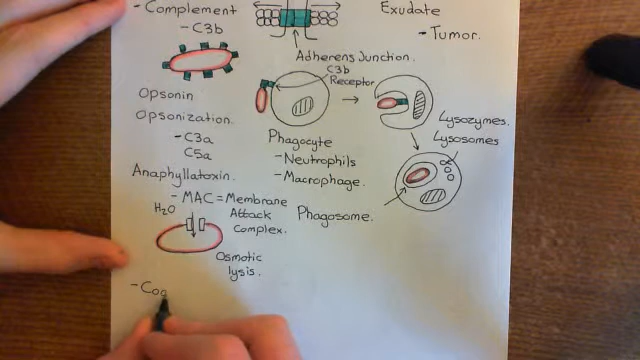 - Complement
- C3b
Exudate
- Tumor.
Adherens Junction.
C3b
Receptor
Opsonin
Opsonization.
- C3a
C5a
Anaphyllatoxin.
Phagocyte
- Neutrophils
- Macrophage.
Lysozymes.
Lysosomes
Phagosome.
- MAC = Membrane
Attack
Complex.
H2O
Osmotic
lysis.
- Coa